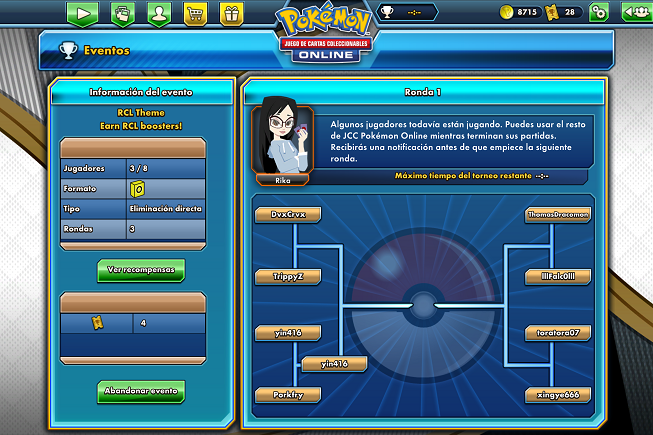 POKéMON
JUEGO DE CARTAS COLECCIONABLES
ONLINE
--:--
8715
28
Eventos
Información del evento
RCL Theme
Earn RCL boosters!
Jugadores 3 / 8
Formato
Tipo Eliminación directa
Rondas 3
Ver recompensas
4
Abandonar evento
Ronda 1
Algunos jugadores todavía están jugando. Puedes usar el resto
de JCC Pokémon Online mientras terminan sus partidas.
Recibirás una notificación antes de que empiece la siguiente
ronda.
Rika
Máximo tiempo del torneo restante --:--
DvxCrvx
TrippyZ
yin416
yin416
Porkfry
ThomasDracoman
lllFalc0lll
toratora07
xingye666